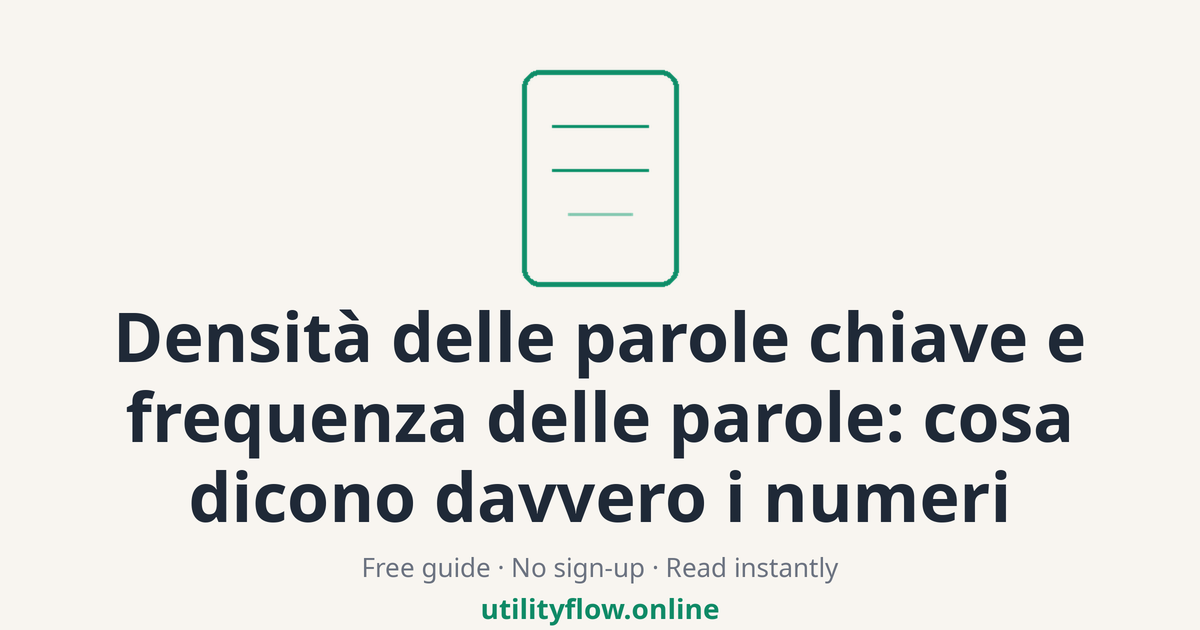 Densità delle parole chiave e
frequenza delle parole: cosa
dicono davvero i numeri
Free guide · No sign-up · Read instantly
utilityflow.online